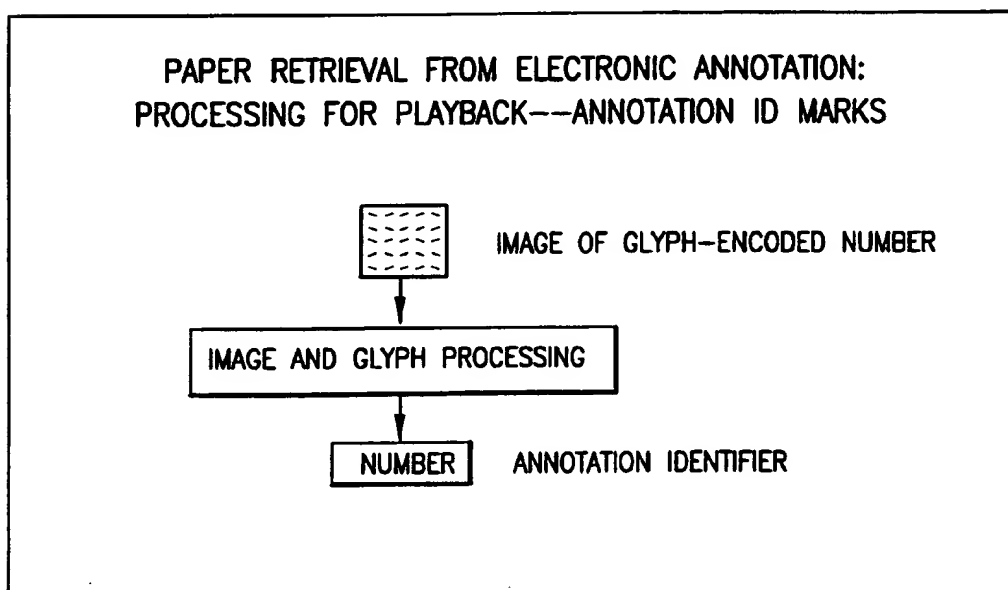 PAPER RETRIEVAL FROM ELECTRONIC ANNOTATION:
PROCESSING FOR PLAYBACK--ANNOTATION ID MARKS
IMAGE OF GLYPH-ENCODED NUMBER
IMAGE AND GLYPH PROCESSING
NUMBER
ANNOTATION IDENTIFIER